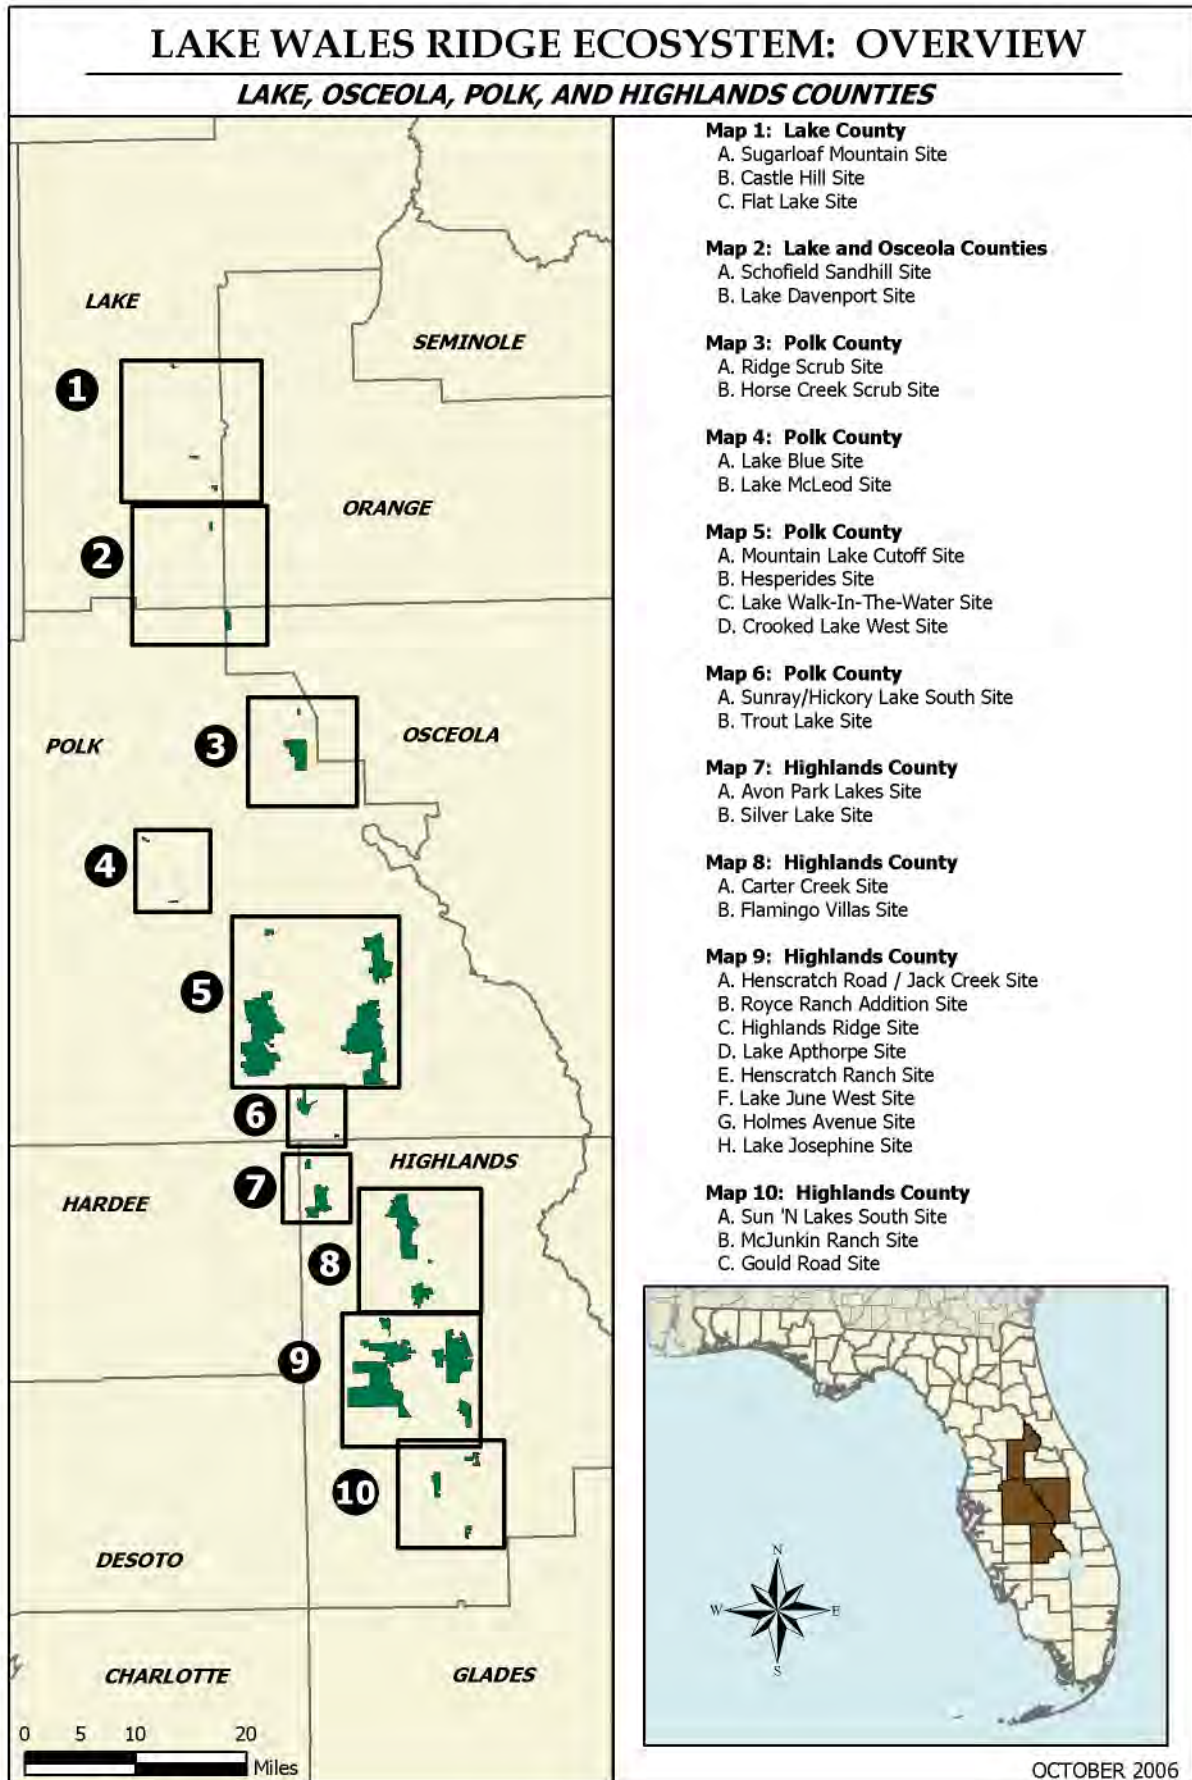 LAKE WALES RIDGE ECOSYSTEM: OVERVIEW
LAKE, OSCEOLA, POLK, AND HIGHLANDS COUNTIES
LAKE
SEMINOLE
1
ORANGE
2
POLK
3
OSCEOLA
4
5
6
HIGHLANDS
7
HARDEE
8
9
10
DESOTO
CHARLOTTE
GLADES
0 5 10 20
Miles
Map 1: Lake County
A. Sugarloaf Mountain Site
B. Castle Hill Site
C. Flat Lake Site
Map 2: Lake and Osceola Counties
A. Schofield Sandhill Site
B. Lake Davenport Site
Map 3: Polk County
A. Ridge Scrub Site
B. Horse Creek Scrub Site
Map 4: Polk County
A. Lake Blue Site
B. Lake McLeod Site
Map 5: Polk County
A. Mountain Lake Cutoff Site
B. Hesperides Site
C. Lake Walk-In-The-Water Site
D. Crooked Lake West Site
Map 6: Polk County
A. Sunray/Hickory Lake South Site
B. Trout Lake Site
Map 7: Highlands County
A. Avon Park Lakes Site
B. Silver Lake Site
Map 8: Highlands County
A. Carter Creek Site
B. Flamingo Villas Site
Map 9: Highlands County
A. Henscratch Road / Jack Creek Site
B. Royce Ranch Addition Site
C. Highlands Ridge Site
D. Lake Apthorpe Site
E. Henscratch Ranch Site
F. Lake June West Site
G. Holmes Avenue Site
H. Lake Josephine Site
Map 10: Highlands County
A. Sun 'N Lakes South Site
B. McJunkin Ranch Site
C. Gould Road Site
N
W E
S
OCTOBER 2006